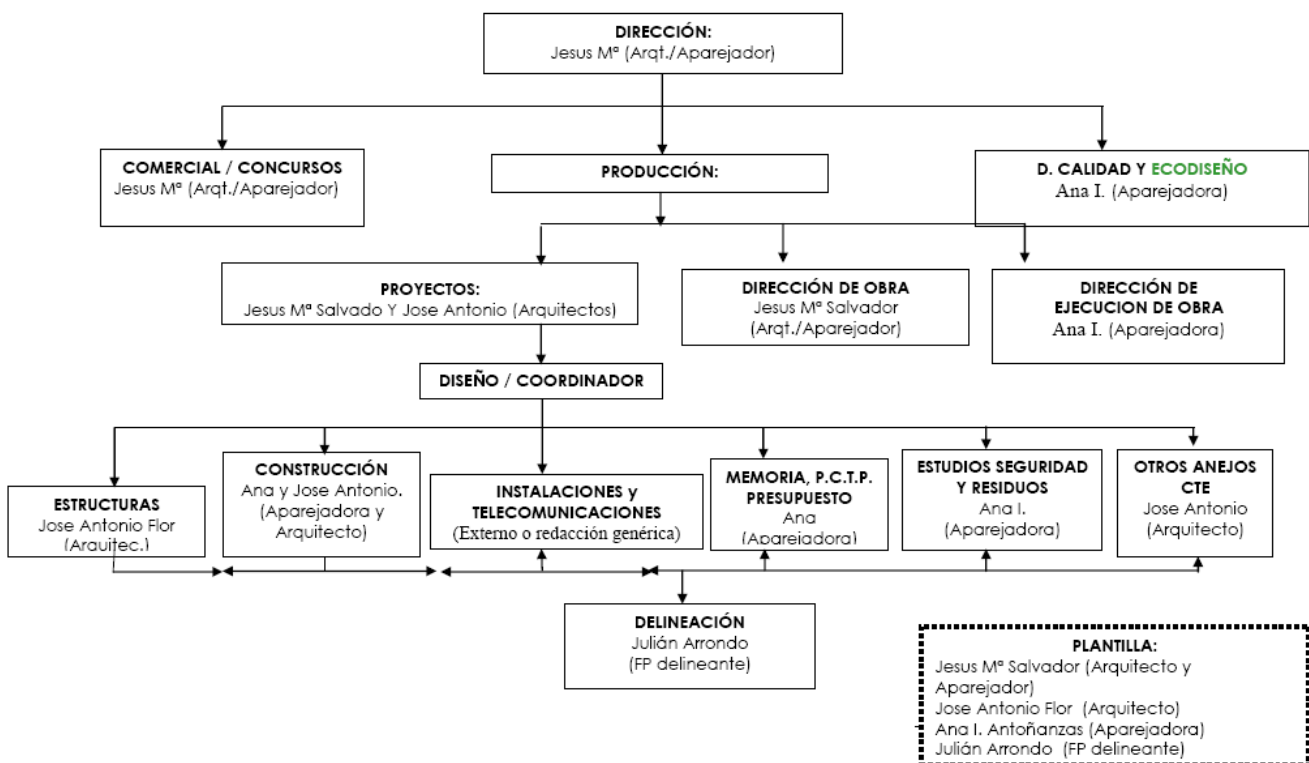 DIRECCIÓN:
Jesus Mª (Arqt./Aparejador)
COMERCIAL / CONCURSOS
Jesus Mª (Arqt./Aparejador)
PRODUCCIÓN:
D. CALIDAD Y ECODISEÑO
Ana I. (Aparejadora)
PROYECTOS:
Jesus Mª Salvado Y Jose Antonio (Arquitectos)
DIRECCIÓN DE OBRA
Jesus Mª Salvador
(Arqt./Aparejador)
DIRECCIÓN DE
EJECUCION DE OBRA
Ana I. (Aparejadora)
DISEÑO / COORDINADOR
ESTRUCTURAS
Jose Antonio Flor
(Arquitec.)
CONSTRUCCIÓN
Ana y Jose Antonio.
(Aparejadora y
Arquitecto)
INSTALACIONES y
TELECOMUNICACIONES
(Externo o redacción genérica)
MEMORIA, P.C.T.P.
PRESUPUESTO
Ana
(Aparejadora)
ESTUDIOS SEGURIDAD
Y RESIDUOS
Ana I.
(Aparejadora)
OTROS ANEJOS
CTE
Jose Antonio
(Arquitecto)
DELINEACIÓN
Julián Arrondo
(FP delineante)
PLANTILLA:
Jesus Mª Salvador (Arquitecto y
Aparejador)
Jose Antonio Flor (Arquitecto)
Ana I. Antoñanzas (Aparejadora)
Julián Arrondo (FP delineante)